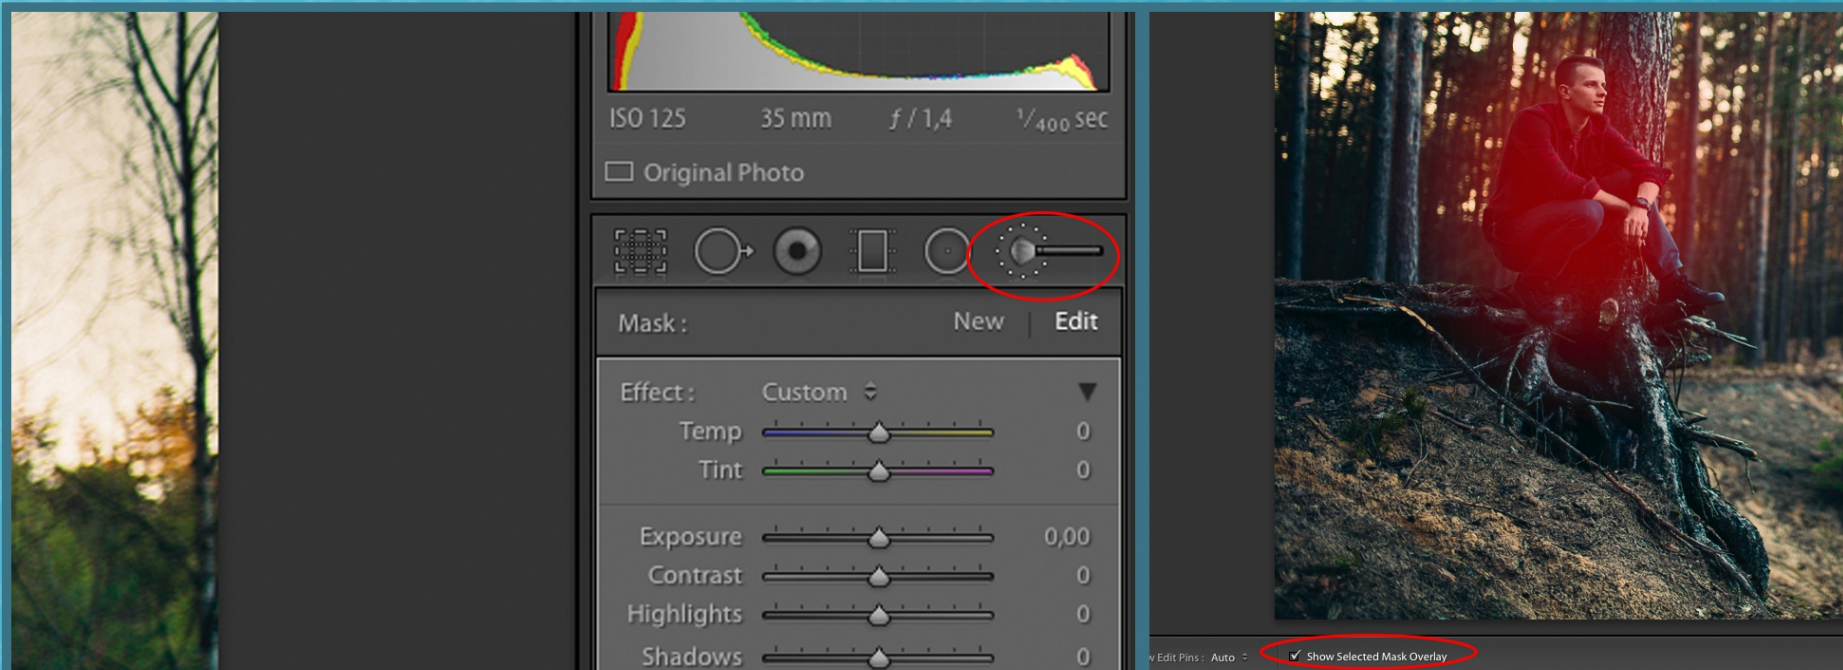 ISO 125 35 mm ƒ / 1,4 1/400 sec
Original Photo
Mask : New | Edit
Effect : Custom
Temp 0
Tint 0
Exposure 0,00
Contrast 0
Highlights 0
Shadows 0
Edit Pins : Auto
Show Selected Mask Overlay